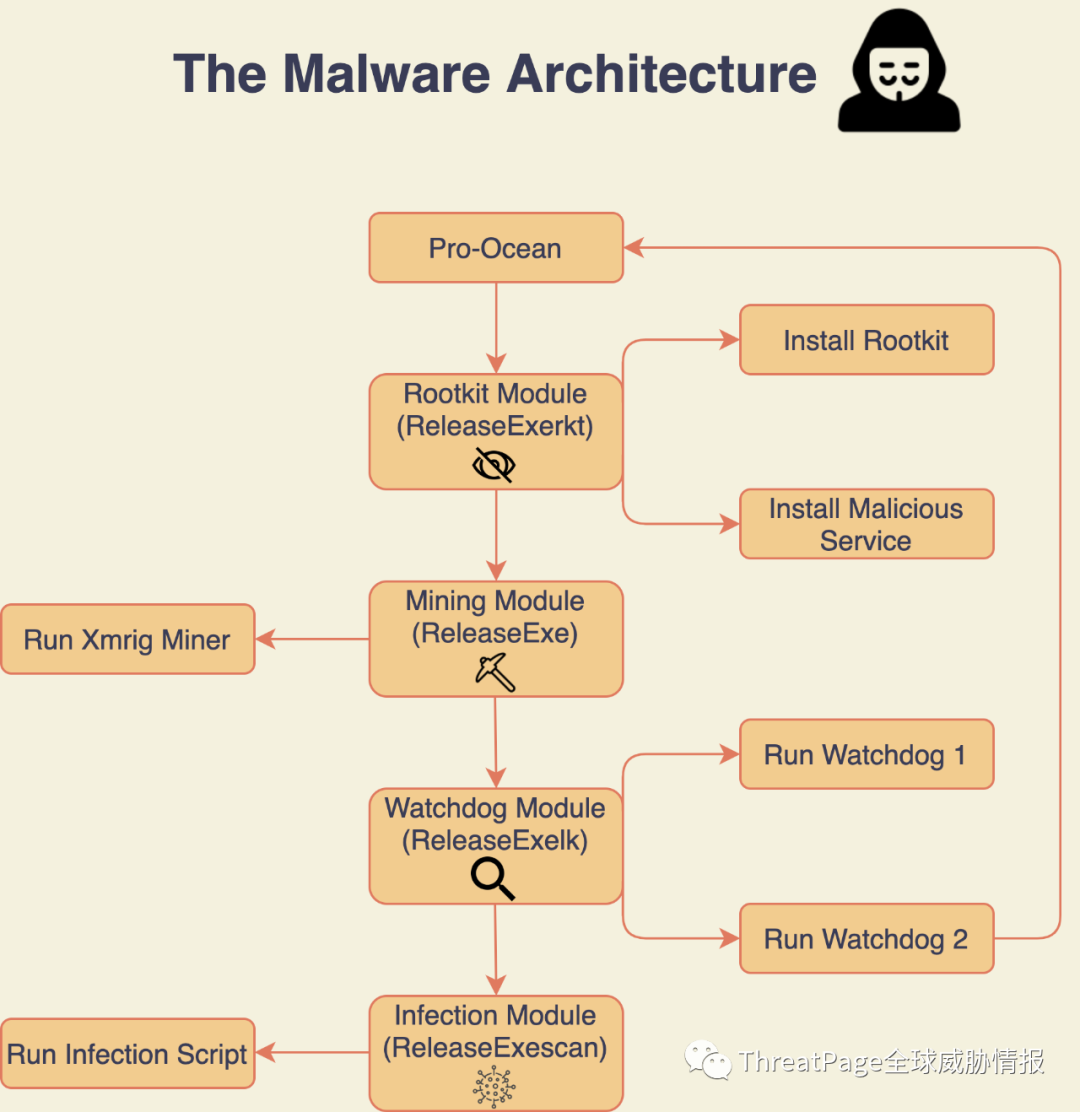 The Malware Architecture
Pro-Ocean
Install Rootkit
Rootkit Module
(ReleaseExerkt)
Install Malicious
Service
Mining Module
(ReleaseExe)
Run Xmrig Miner
Run Watchdog 1
Watchdog Module
(ReleaseExelk)
Run Watchdog 2
Infection Module
(ReleaseExescan)
Run Infection Script
ThreatPage全球威胁情报